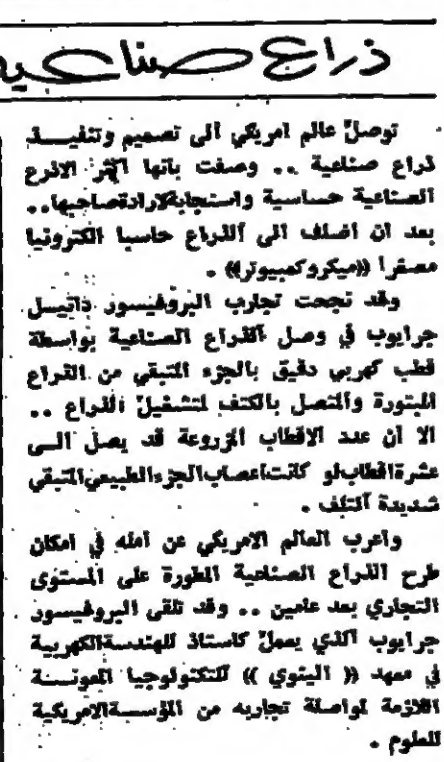 ذراع صناعية
توصل عالم امريكي الى تصميم وتنفيــذ
ذراع صناعية .. وصفت بأنها اكثر الاذرع
الصناعية حساسية واستجابة لارادة صاحبها..
بعد ان اضاف الى الذراع حاسبا الكترونيا
مصغرا ((ميكروكمبيوتر)) .
وقد نجحت تجارب البروفيسور دانييل
جرايوب في وصل الذراع الصناعية بواسطة
قطب كهربي دقيق بالجزء المتبقي من الذراع
المبتورة والمتصل بالكتف لتشغيل الذراع ..
الا أن عدد الاقطاب المزروعة قد يصل الــى
عشرة اقطاب لو كانت اعصاب الجزء الطبيعي المتبقي
شديدة التلف .
واعرب العالم الامريكي عن امله في امكان
طرح الذراع الصناعية المطورة على المستوى
التجاري بعد عامين .. وقد تلقى البروفيسور
جرايوب الذي يعمل كاستاذ للهندسة الكهربية
في معهد (( الينوي )) للتكنولوجيا المعونــة
اللازمة لمواصلة تجاربه من المؤسسة الامريكية
للعلوم .